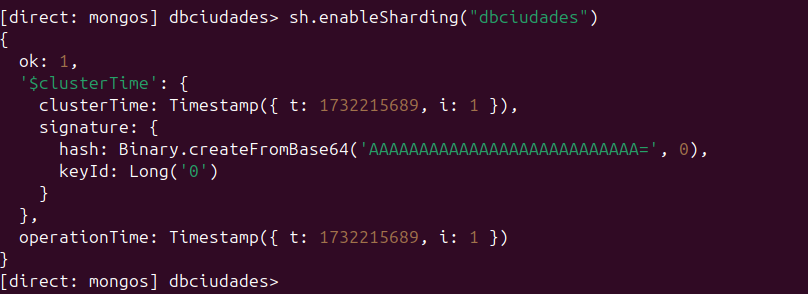 [direct: mongos] dbciudades> sh.enableSharding("dbciudades")
{
  ok: 1,
  '$clusterTime': {
    clusterTime: Timestamp({ t: 1732215689, i: 1 }),
    signature: {
      hash: Binary.createFromBase64('AAAAAAAAAAAAAAAAAAAAAAAAAAA=', 0),
      keyId: Long('0')
    }
  },
  operationTime: Timestamp({ t: 1732215689, i: 1 })
}
[direct: mongos] dbciudades>